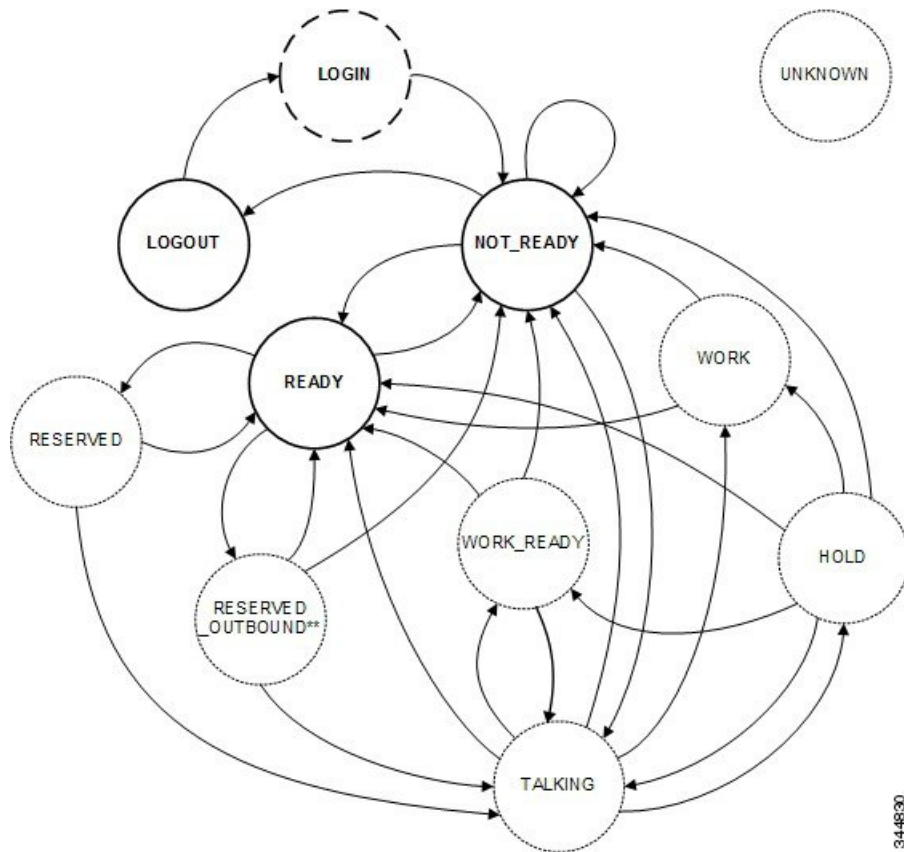 LOGIN
UNKNOWN
LOGOUT
NOT_READY
WORK
READY
RESERVED
WORK_READY
HOLD
RESERVED
_OUTBOUND**
TALKING
344830